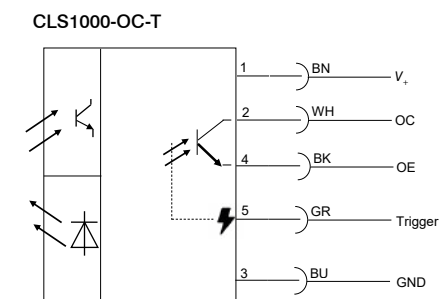 CLS1000-OC-T
1 BN V+
2 WH OC
4 BK OE
5 GR Trigger
3 BU GND